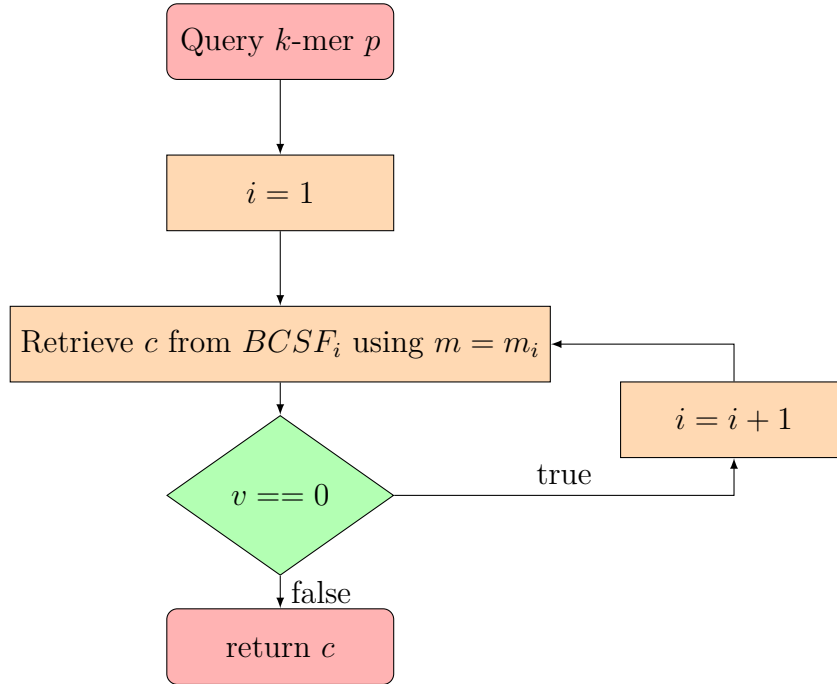 Query k-mer p
i = 1
Retrieve c from BCSF_i using m = m_i
i = i + 1
v == 0
true
false
return c